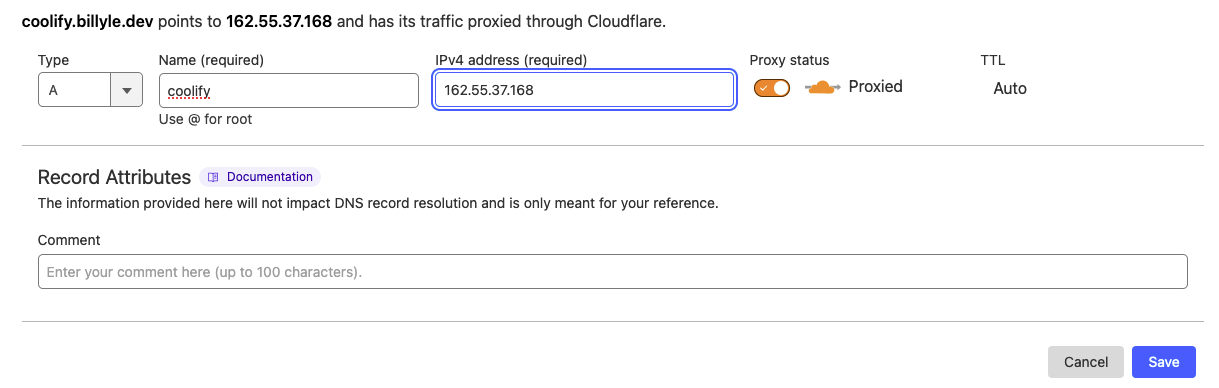 coolify.billyle.dev points to 162.55.37.168 and has its traffic proxied through Cloudflare.
Type Name (required) IPv4 address (required) Proxy status TTL
A coolify 162.55.37.168 Proxied Auto
Use @ for root
Record Attributes Documentation
The information provided here will not impact DNS record resolution and is only meant for your reference.
Comment
Enter your comment here (up to 100 characters).
Cancel Save